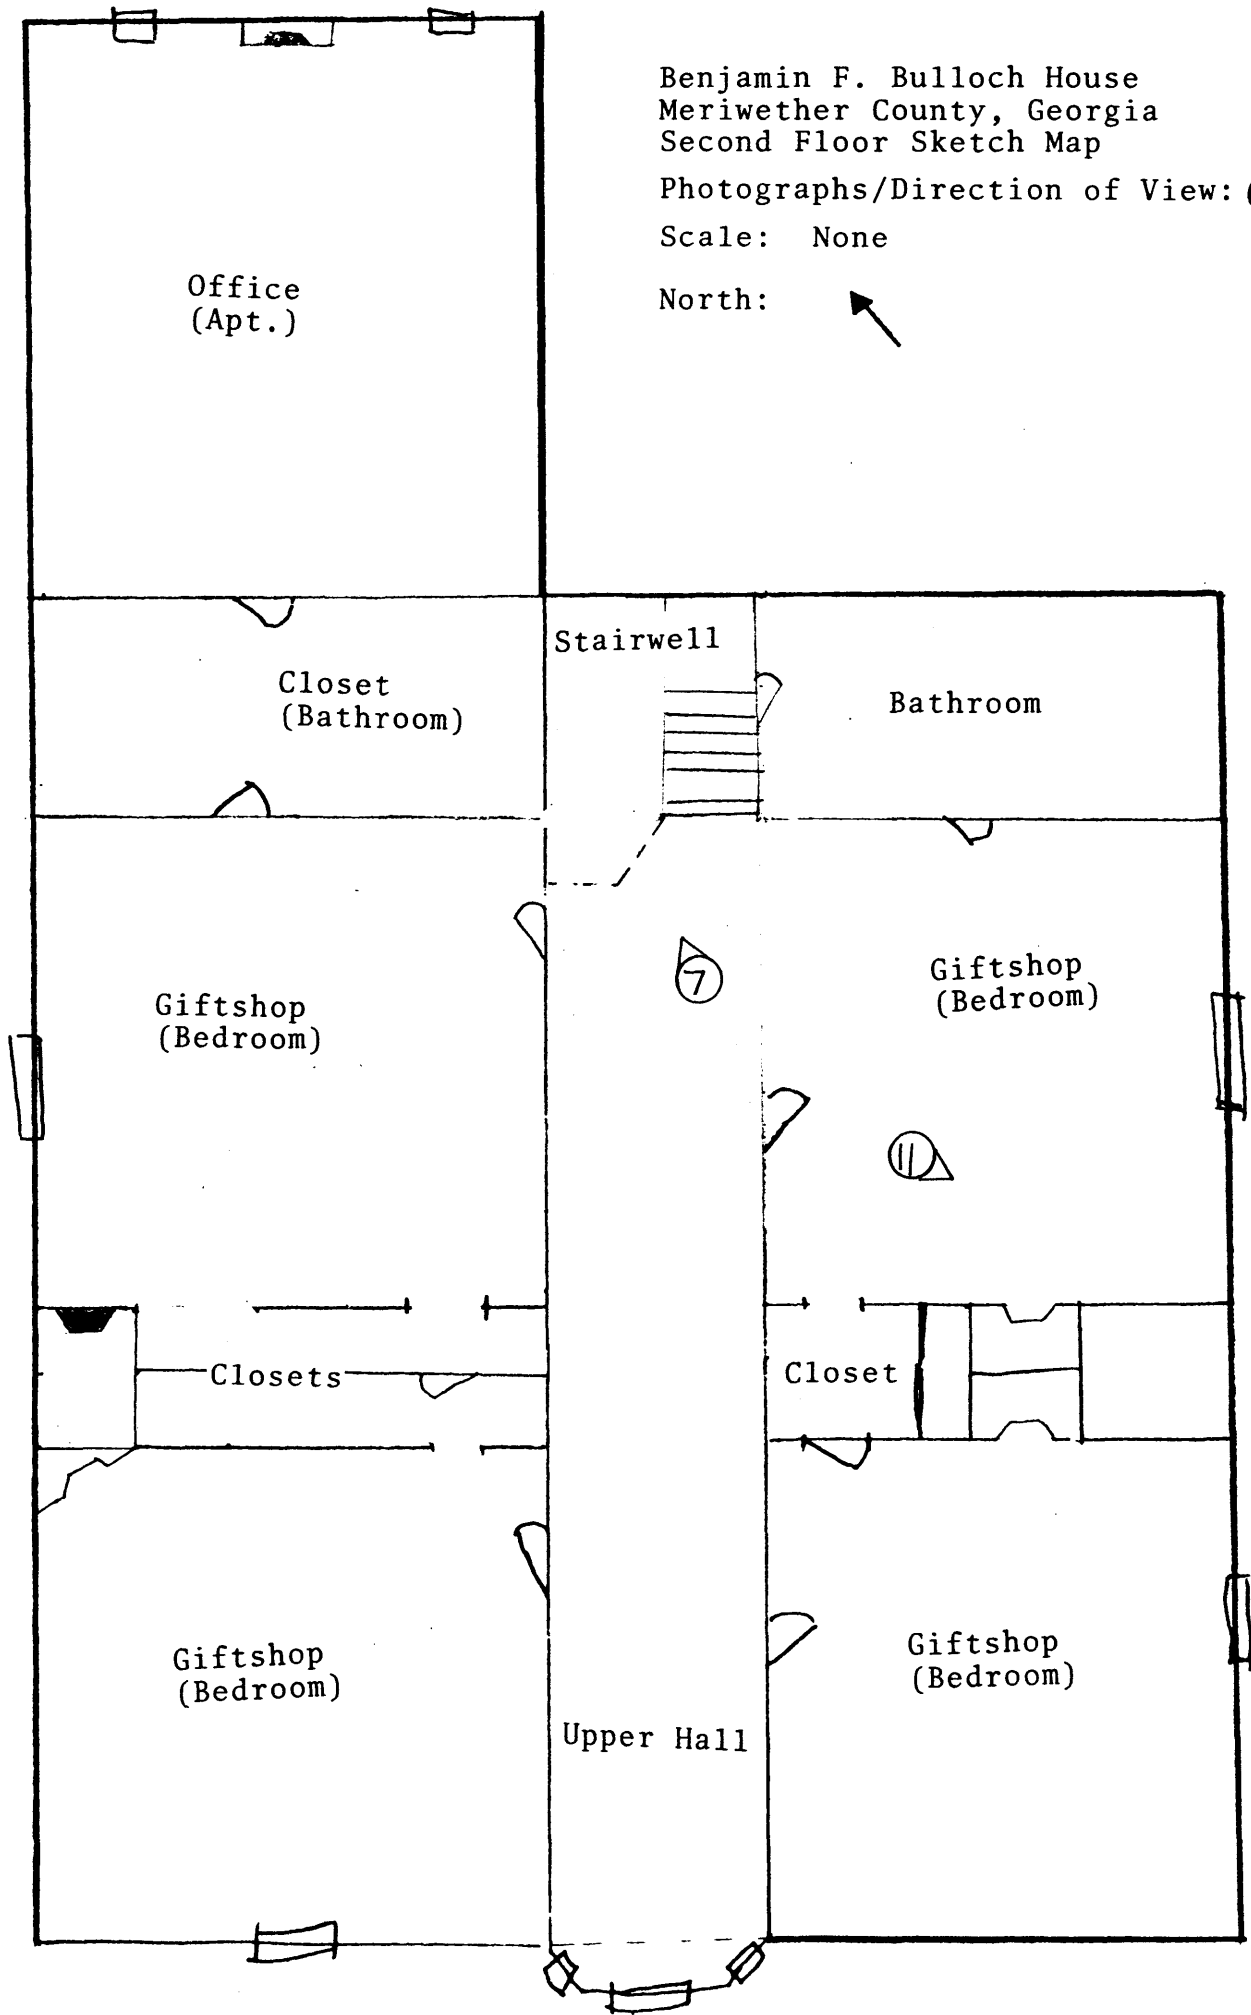 Benjamin F. Bulloch House
Meriwether County, Georgia
Second Floor Sketch Map
Photographs/Direction of View:
Scale: None
North:
Office
(Apt.)
Stairwell
Closet
(Bathroom)
Bathroom
Giftshop
(Bedroom)
7
Giftshop
(Bedroom)
11
Closets
Closet
Giftshop
(Bedroom)
Giftshop
(Bedroom)
Upper Hall